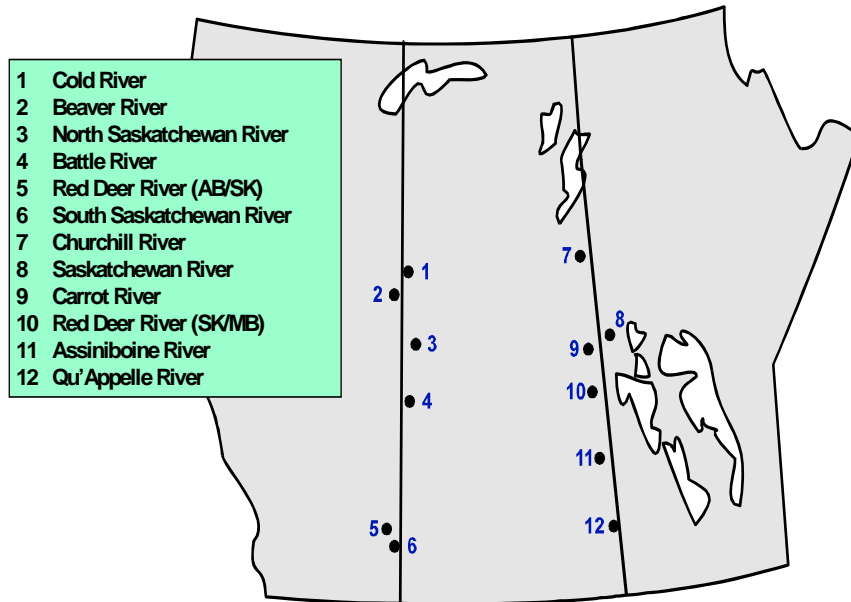 1 Cold River
2 Beaver River
3 North Saskatchewan River
4 Battle River
5 Red Deer River (AB/SK)
6 South Saskatchewan River
7 Churchill River
8 Saskatchewan River
9 Carrot River
10 Red Deer River (SK/MB)
11 Assiniboine River
12 Qu'Appelle River
7
1
2
8
3
9
10
4
11
5
12
6